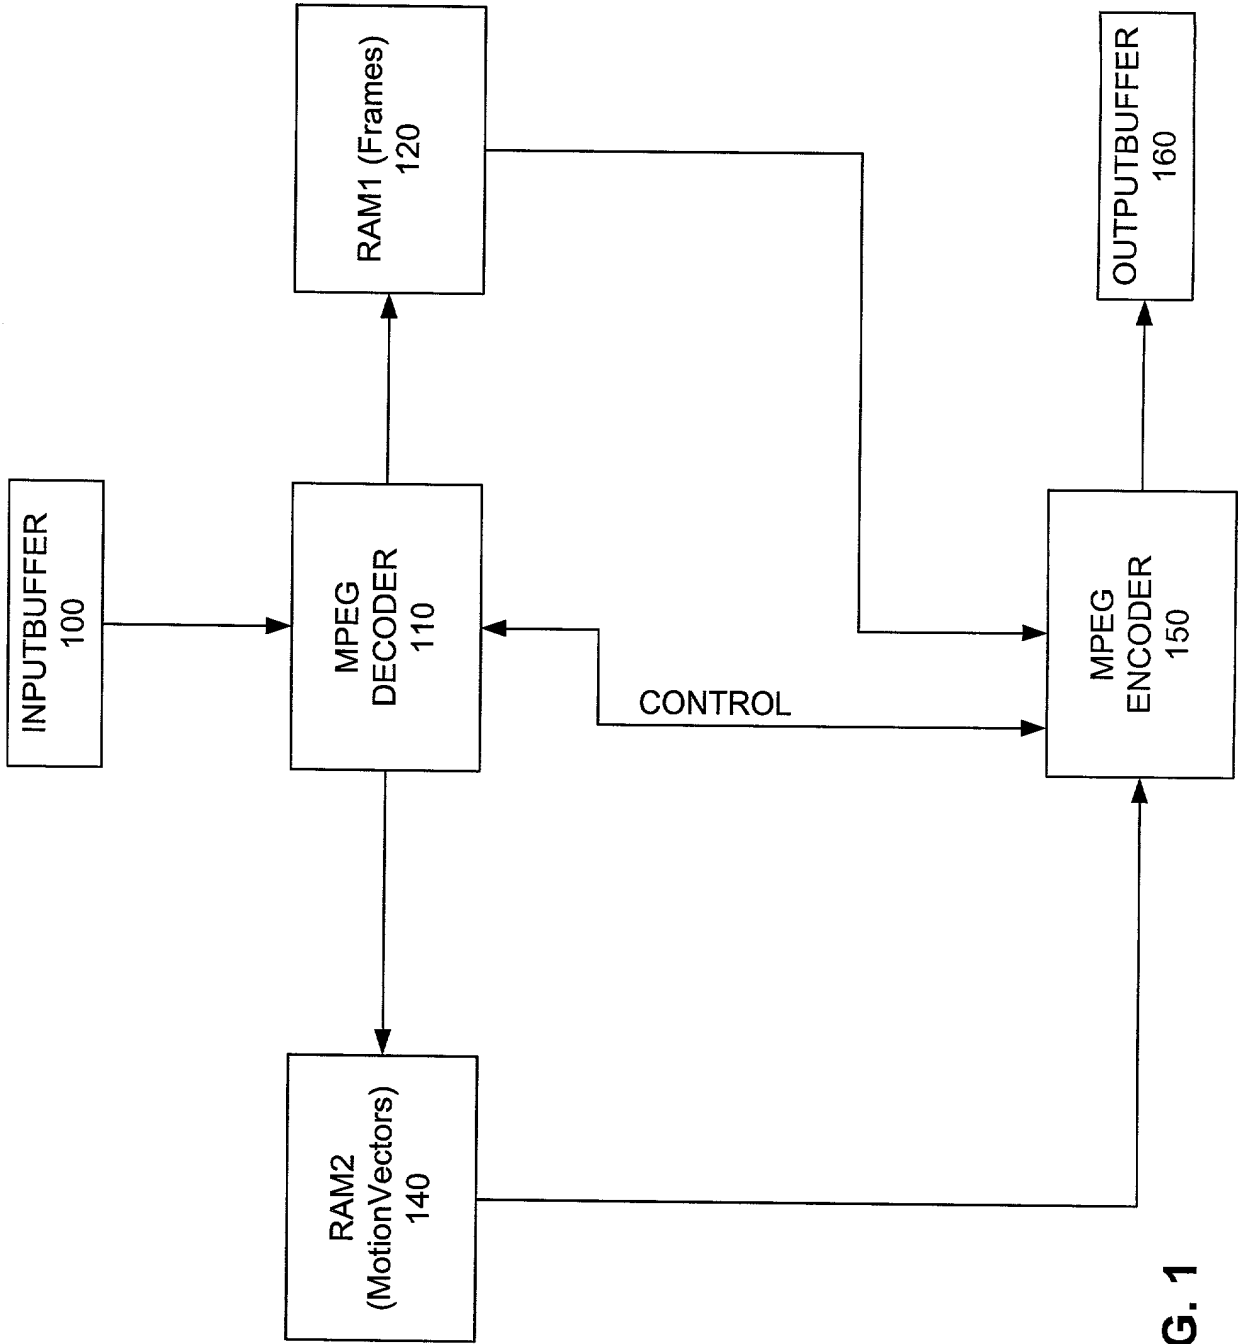 INPUTBUFFER
100
RAM2
(MotionVectors)
140
MPEG
DECODER
110
RAM1 (Frames)
120
CONTROL
MPEG
ENCODER
150
OUTPUTBUFFER
160
G. 1